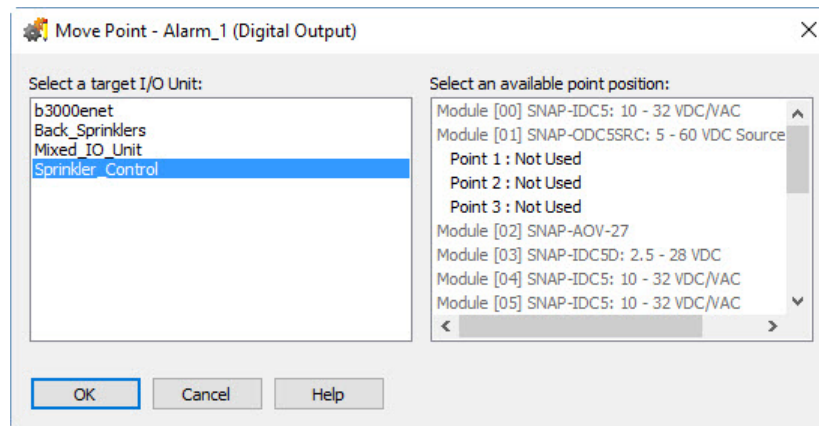 Move Point - Alarm_1 (Digital Output)
Select a target I/O Unit:
b3000enet
Back_Sprinklers
Mixed_IO_Unit
Sprinkler_Control
Select an available point position:
Module [00] SNAP-IDC5: 10 - 32 VDC/VAC
Module [01] SNAP-ODC5SRC: 5 - 60 VDC Source
Point 1 : Not Used
Point 2 : Not Used
Point 3 : Not Used
Module [02] SNAP-AOV-27
Module [03] SNAP-IDC5D: 2.5 - 28 VDC
Module [04] SNAP-IDC5: 10 - 32 VDC/VAC
Module [05] SNAP-IDC5: 10 - 32 VDC/VAC
OK Cancel Help